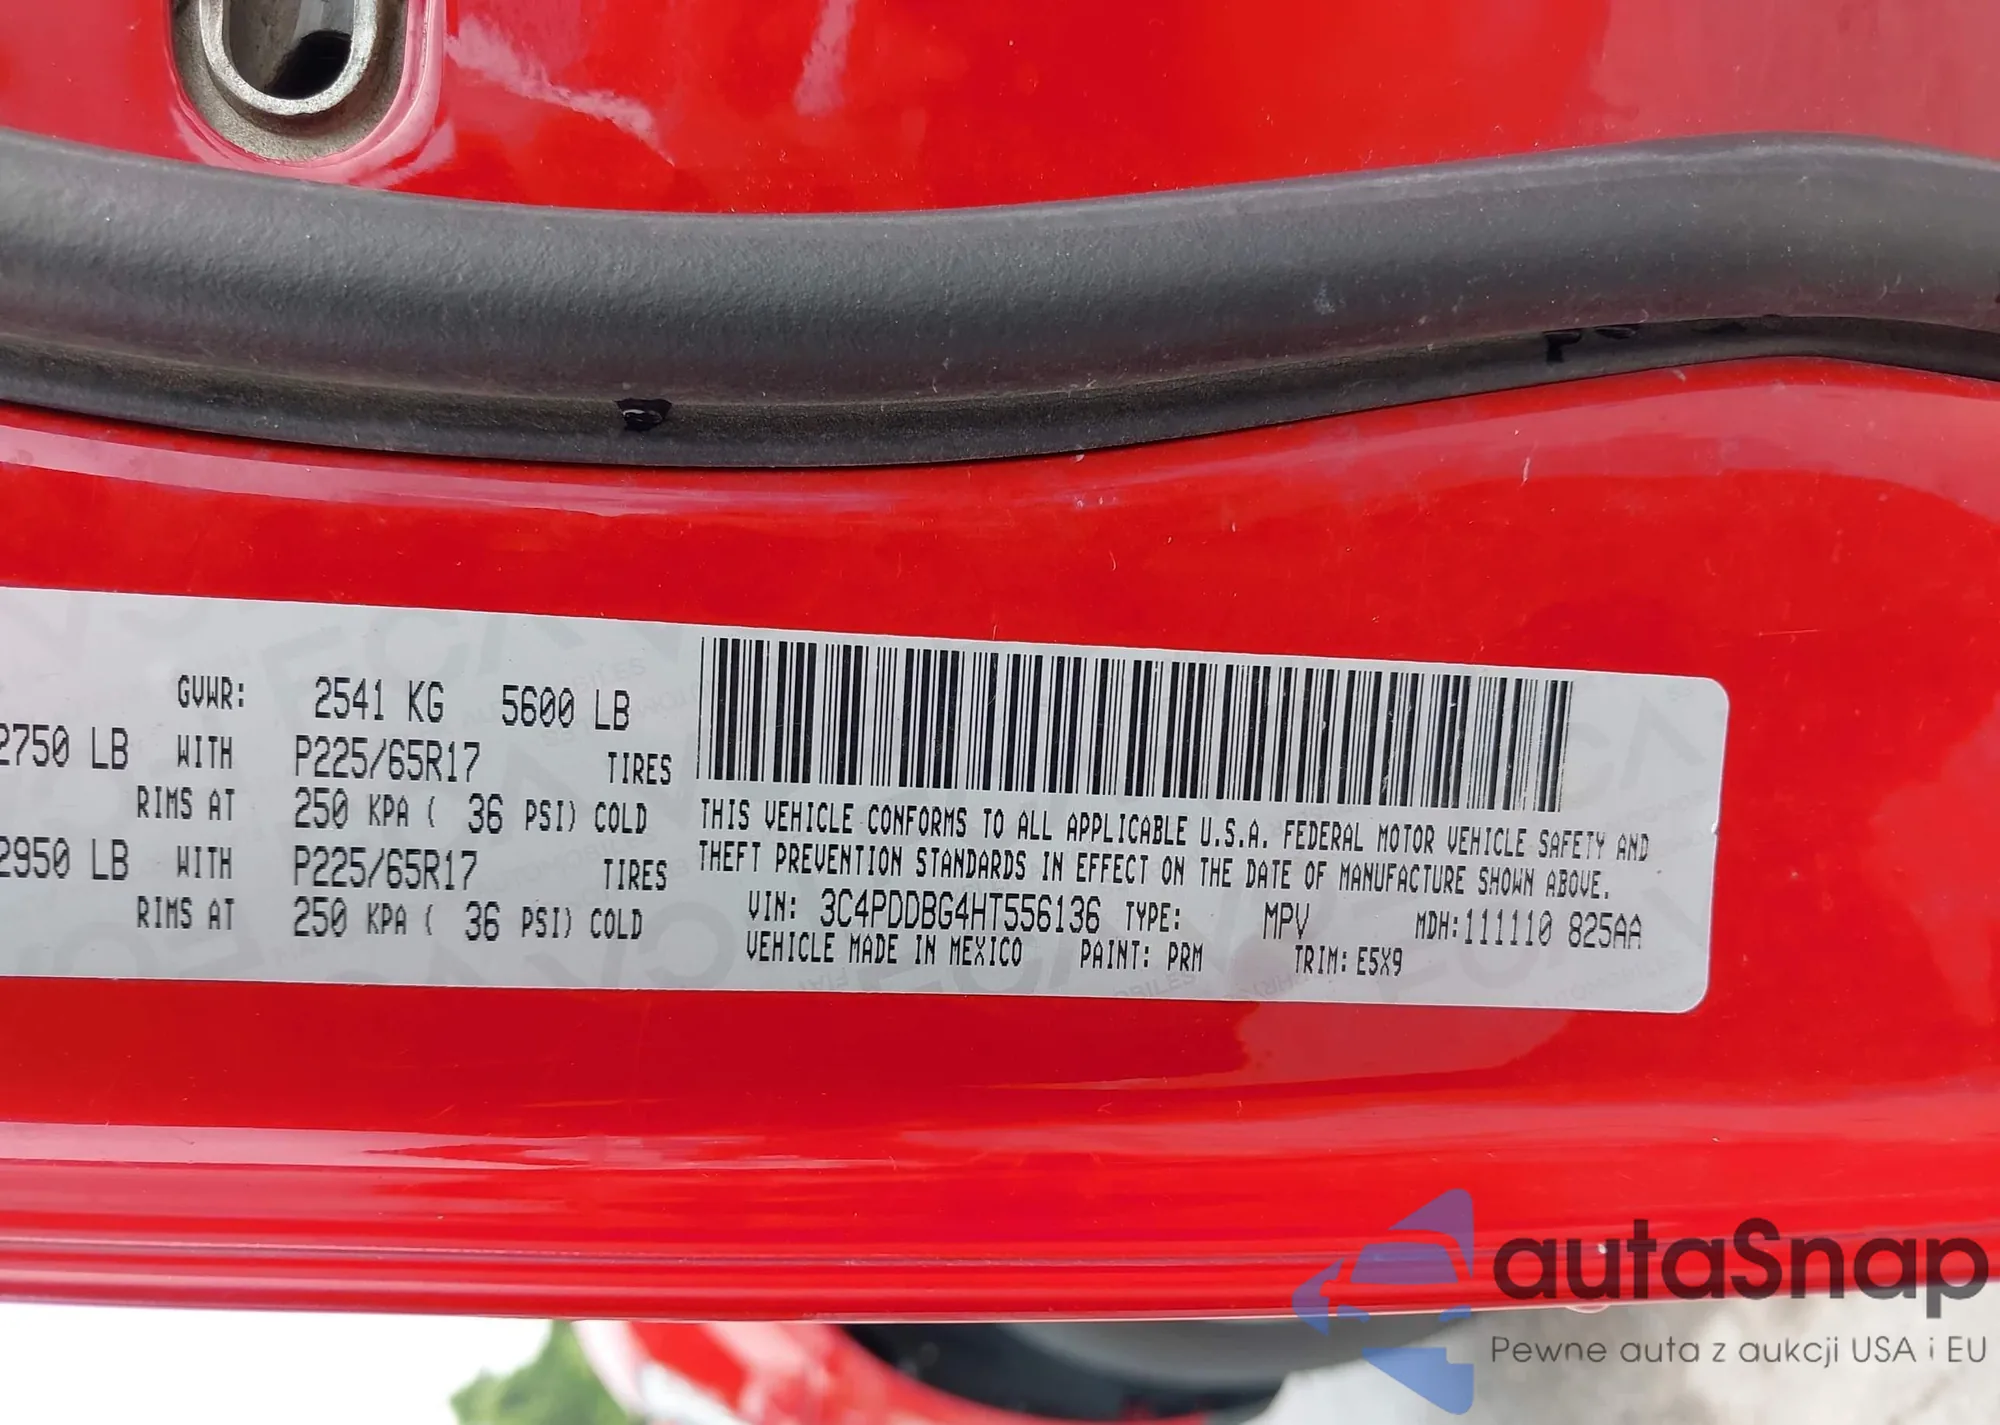 GVWR: 2541 KG 5600 LB
2750 LB WITH P225/65R17 TIRES
RIMS AT 250 KPA ( 36 PSI) COLD
2950 LB WITH P225/65R17 TIRES
RIMS AT 250 KPA ( 36 PSI) COLD
THIS VEHICLE CONFORMS TO ALL APPLICABLE U.S.A. FEDERAL MOTOR VEHICLE SAFETY AND
THEFT PREVENTION STANDARDS IN EFFECT ON THE DATE OF MANUFACTURE SHOWN ABOVE.
VIN: 3C4PDDBG4HT556136 TYPE: MPV MDH:111110 825AA
VEHICLE MADE IN MEXICO PAINT: PRM TRIM: E5X9
autaSnap
Pewne auta z aukcji USA i EU